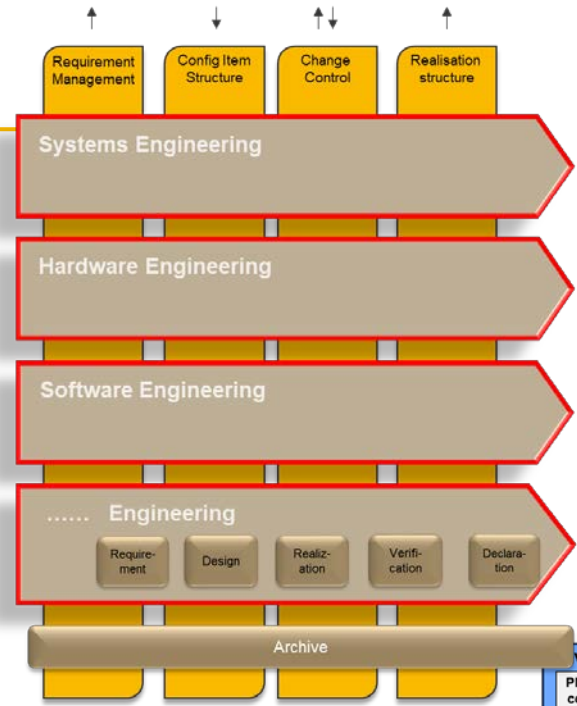 Requirement
Management
Config Item
Structure
Change
Control
Realisation
structure
Systems Engineering
Hardware Engineering
Software Engineering
...... Engineering
Require-
ment
Design
Realiz-
ation
Verifi-
cation
Declara-
tion
Archive